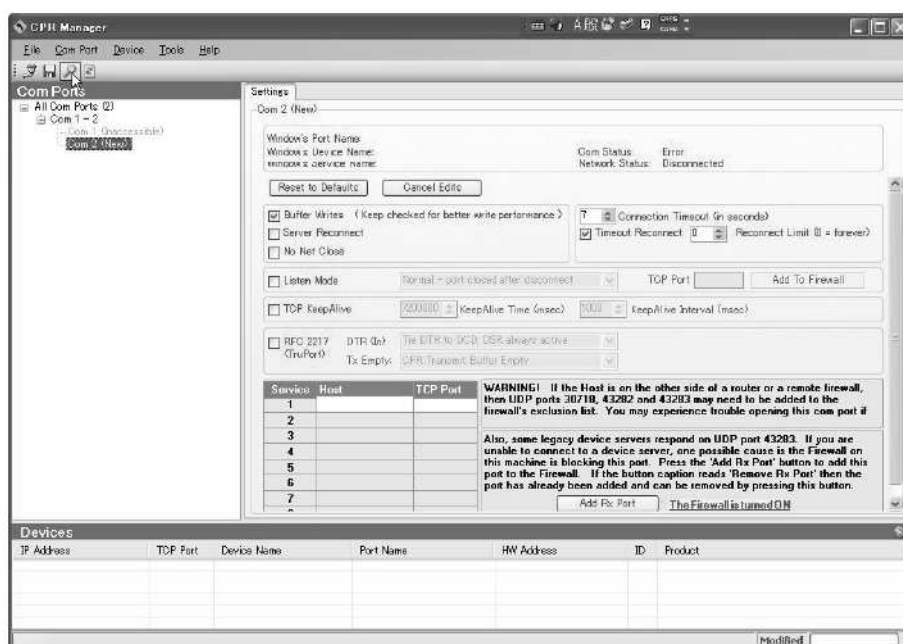 CPR Manager
File Com Port Device Tools Help
Com Ports
All Com Ports (2)
Com 1 - 2
Com 1 (Inaccessible)
Com 2 (New)
Settings
Com 2 (New)
Window's Port Name:
Window's Device Name:
Window's Service Name:
Com Status: Error
Network Status: Disconnected
Reset to Defaults
Cancel Edits
Buffer Writes (Keep checked for better write performance)
Server Reconnect
No Net Close
7 Connection Timeout (in seconds)
Timeout Reconnect 0 Reconnect Limit (0 = forever)
Listen Mode Normal - port closed after disconnect TCP Port Add To Firewall
TCP KeepAlive 7200000 KeepAlive Time (msec) 1000 KeepAlive Interval (msec)
RFC 2217 (TruPort)
DTR (In): Tie DTR to DCD, DSR always active
Tx Empty: CPR Transmit Buffer Empty
Service Host TCP Port
1
2
3
4
5
6
7
WARNING! If the Host is on the other side of a router or a remote firewall,
then UDP ports 30718, 43282 and 43283 may need to be added to the
firewall's exclusion list. You may experience trouble opening this com port if
Also, some legacy device servers respond on UDP port 43283. If you are
unable to connect to a device server, one possible cause is the Firewall on
this machine is blocking this port. Press the 'Add Rx Port' button to add this
port to the Firewall. If the button caption reads 'Remove Rx Port' then the
port has already been added and can be removed by pressing this button.
Add Rx Port The Firewall is turned ON
Devices
IP Address TCP Port Device Name Port Name HW Address ID Product
Modified